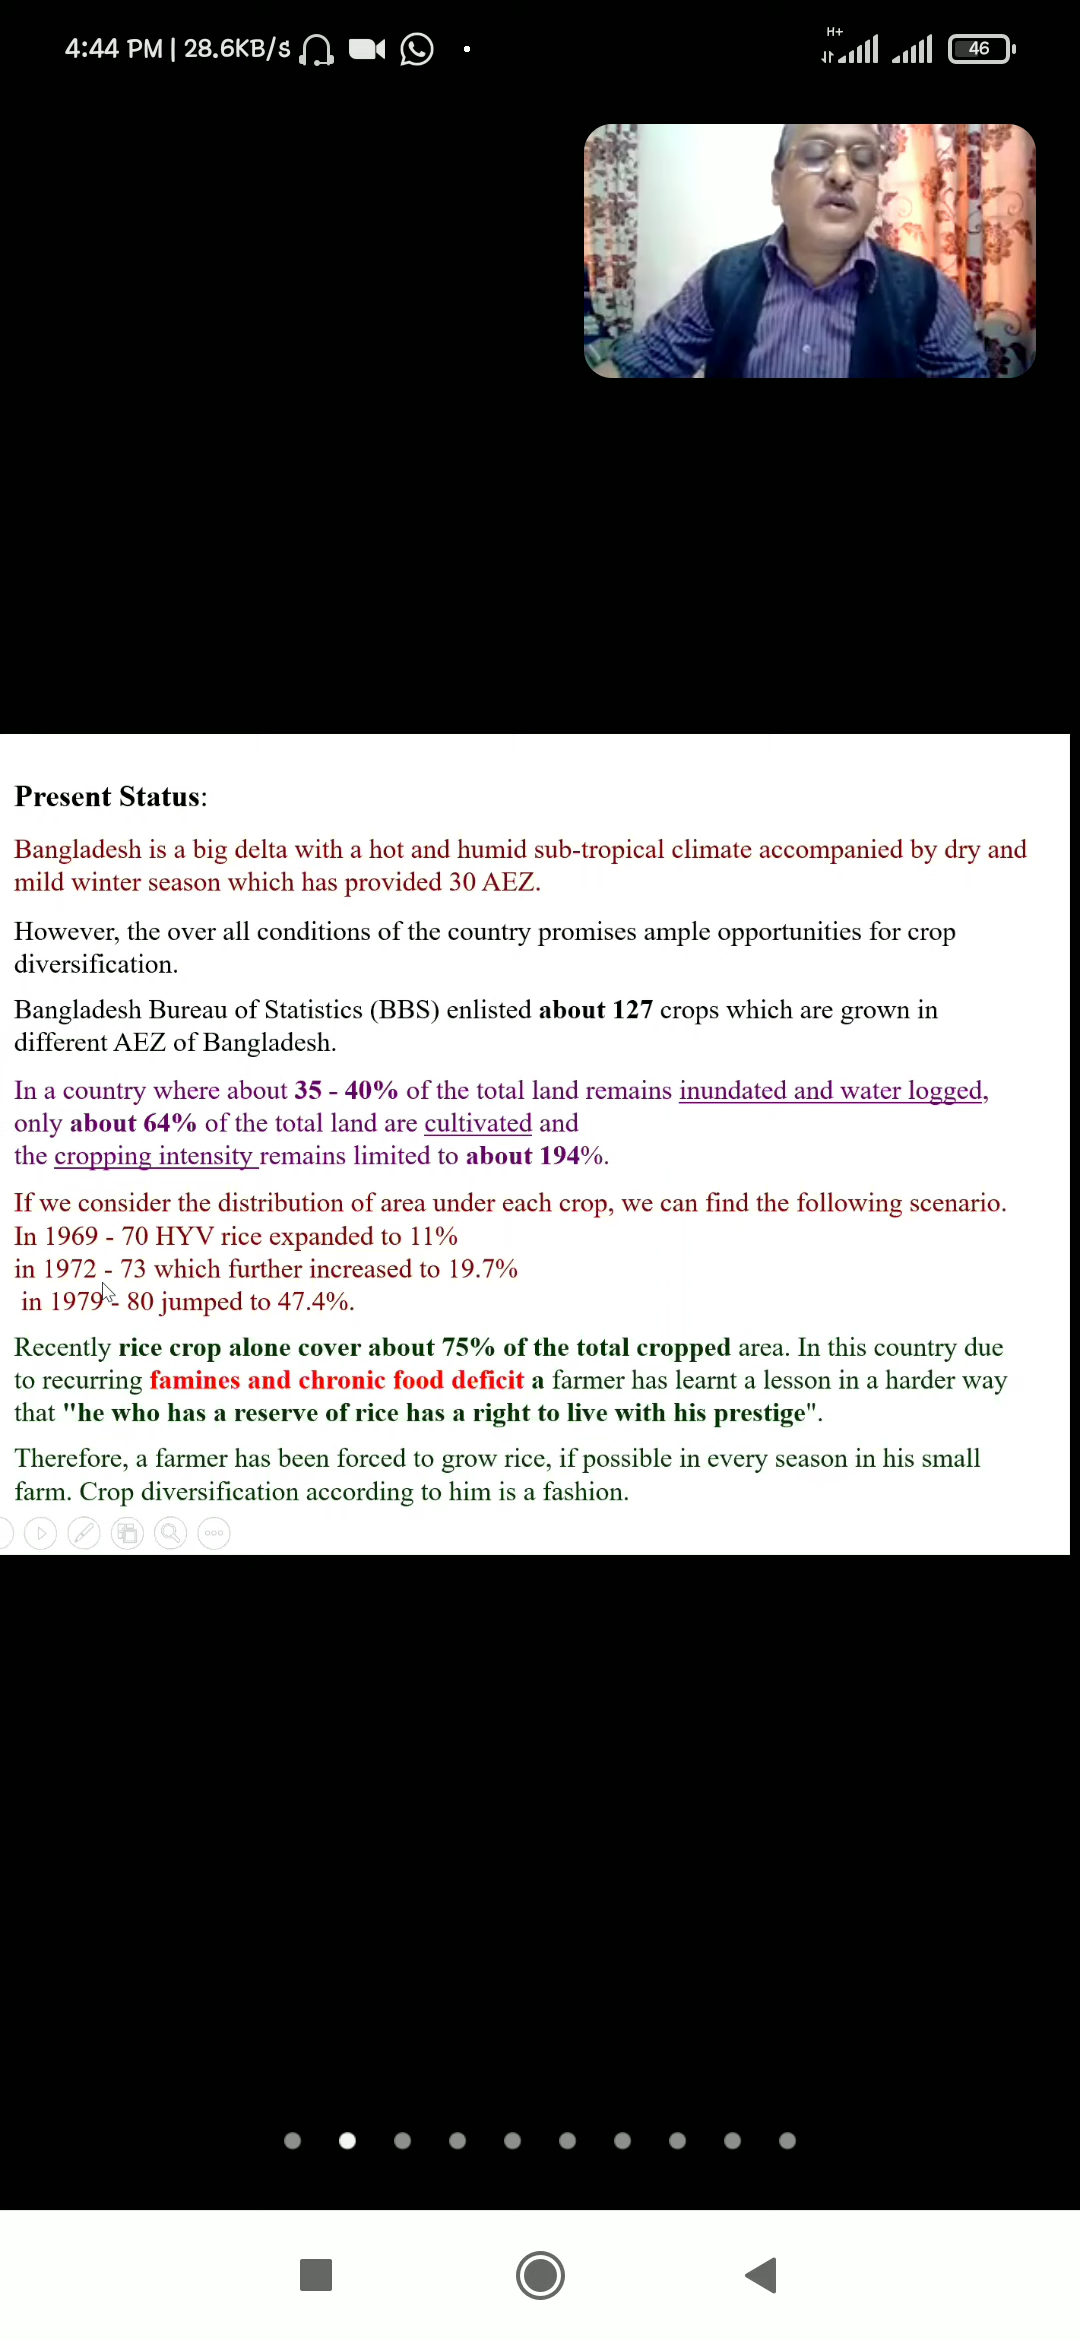 4:44 PM | 28.6KB/s
H+
46
Present Status:
Bangladesh is a big delta with a hot and humid sub-tropical climate accompanied by dry and
mild winter season which has provided 30 AEZ.
However, the over all conditions of the country promises ample opportunities for crop
diversification.
Bangladesh Bureau of Statistics (BBS) enlisted about 127 crops which are grown in
different AEZ of Bangladesh.
In a country where about 35 - 40% of the total land remains inundated and water logged,
only about 64% of the total land are cultivated and
the cropping intensity remains limited to about 194%.
If we consider the distribution of area under each crop, we can find the following scenario.
In 1969 - 70 HYV rice expanded to 11%
in 1972 - 73 which further increased to 19.7%
in 1979 - 80 jumped to 47.4%.
Recently rice crop alone cover about 75% of the total cropped area. In this country due
to recurring famines and chronic food deficit a farmer has learnt a lesson in a harder way
that "he who has a reserve of rice has a right to live with his prestige".
Therefore, a farmer has been forced to grow rice, if possible in every season in his small
farm. Crop diversification according to him is a fashion.